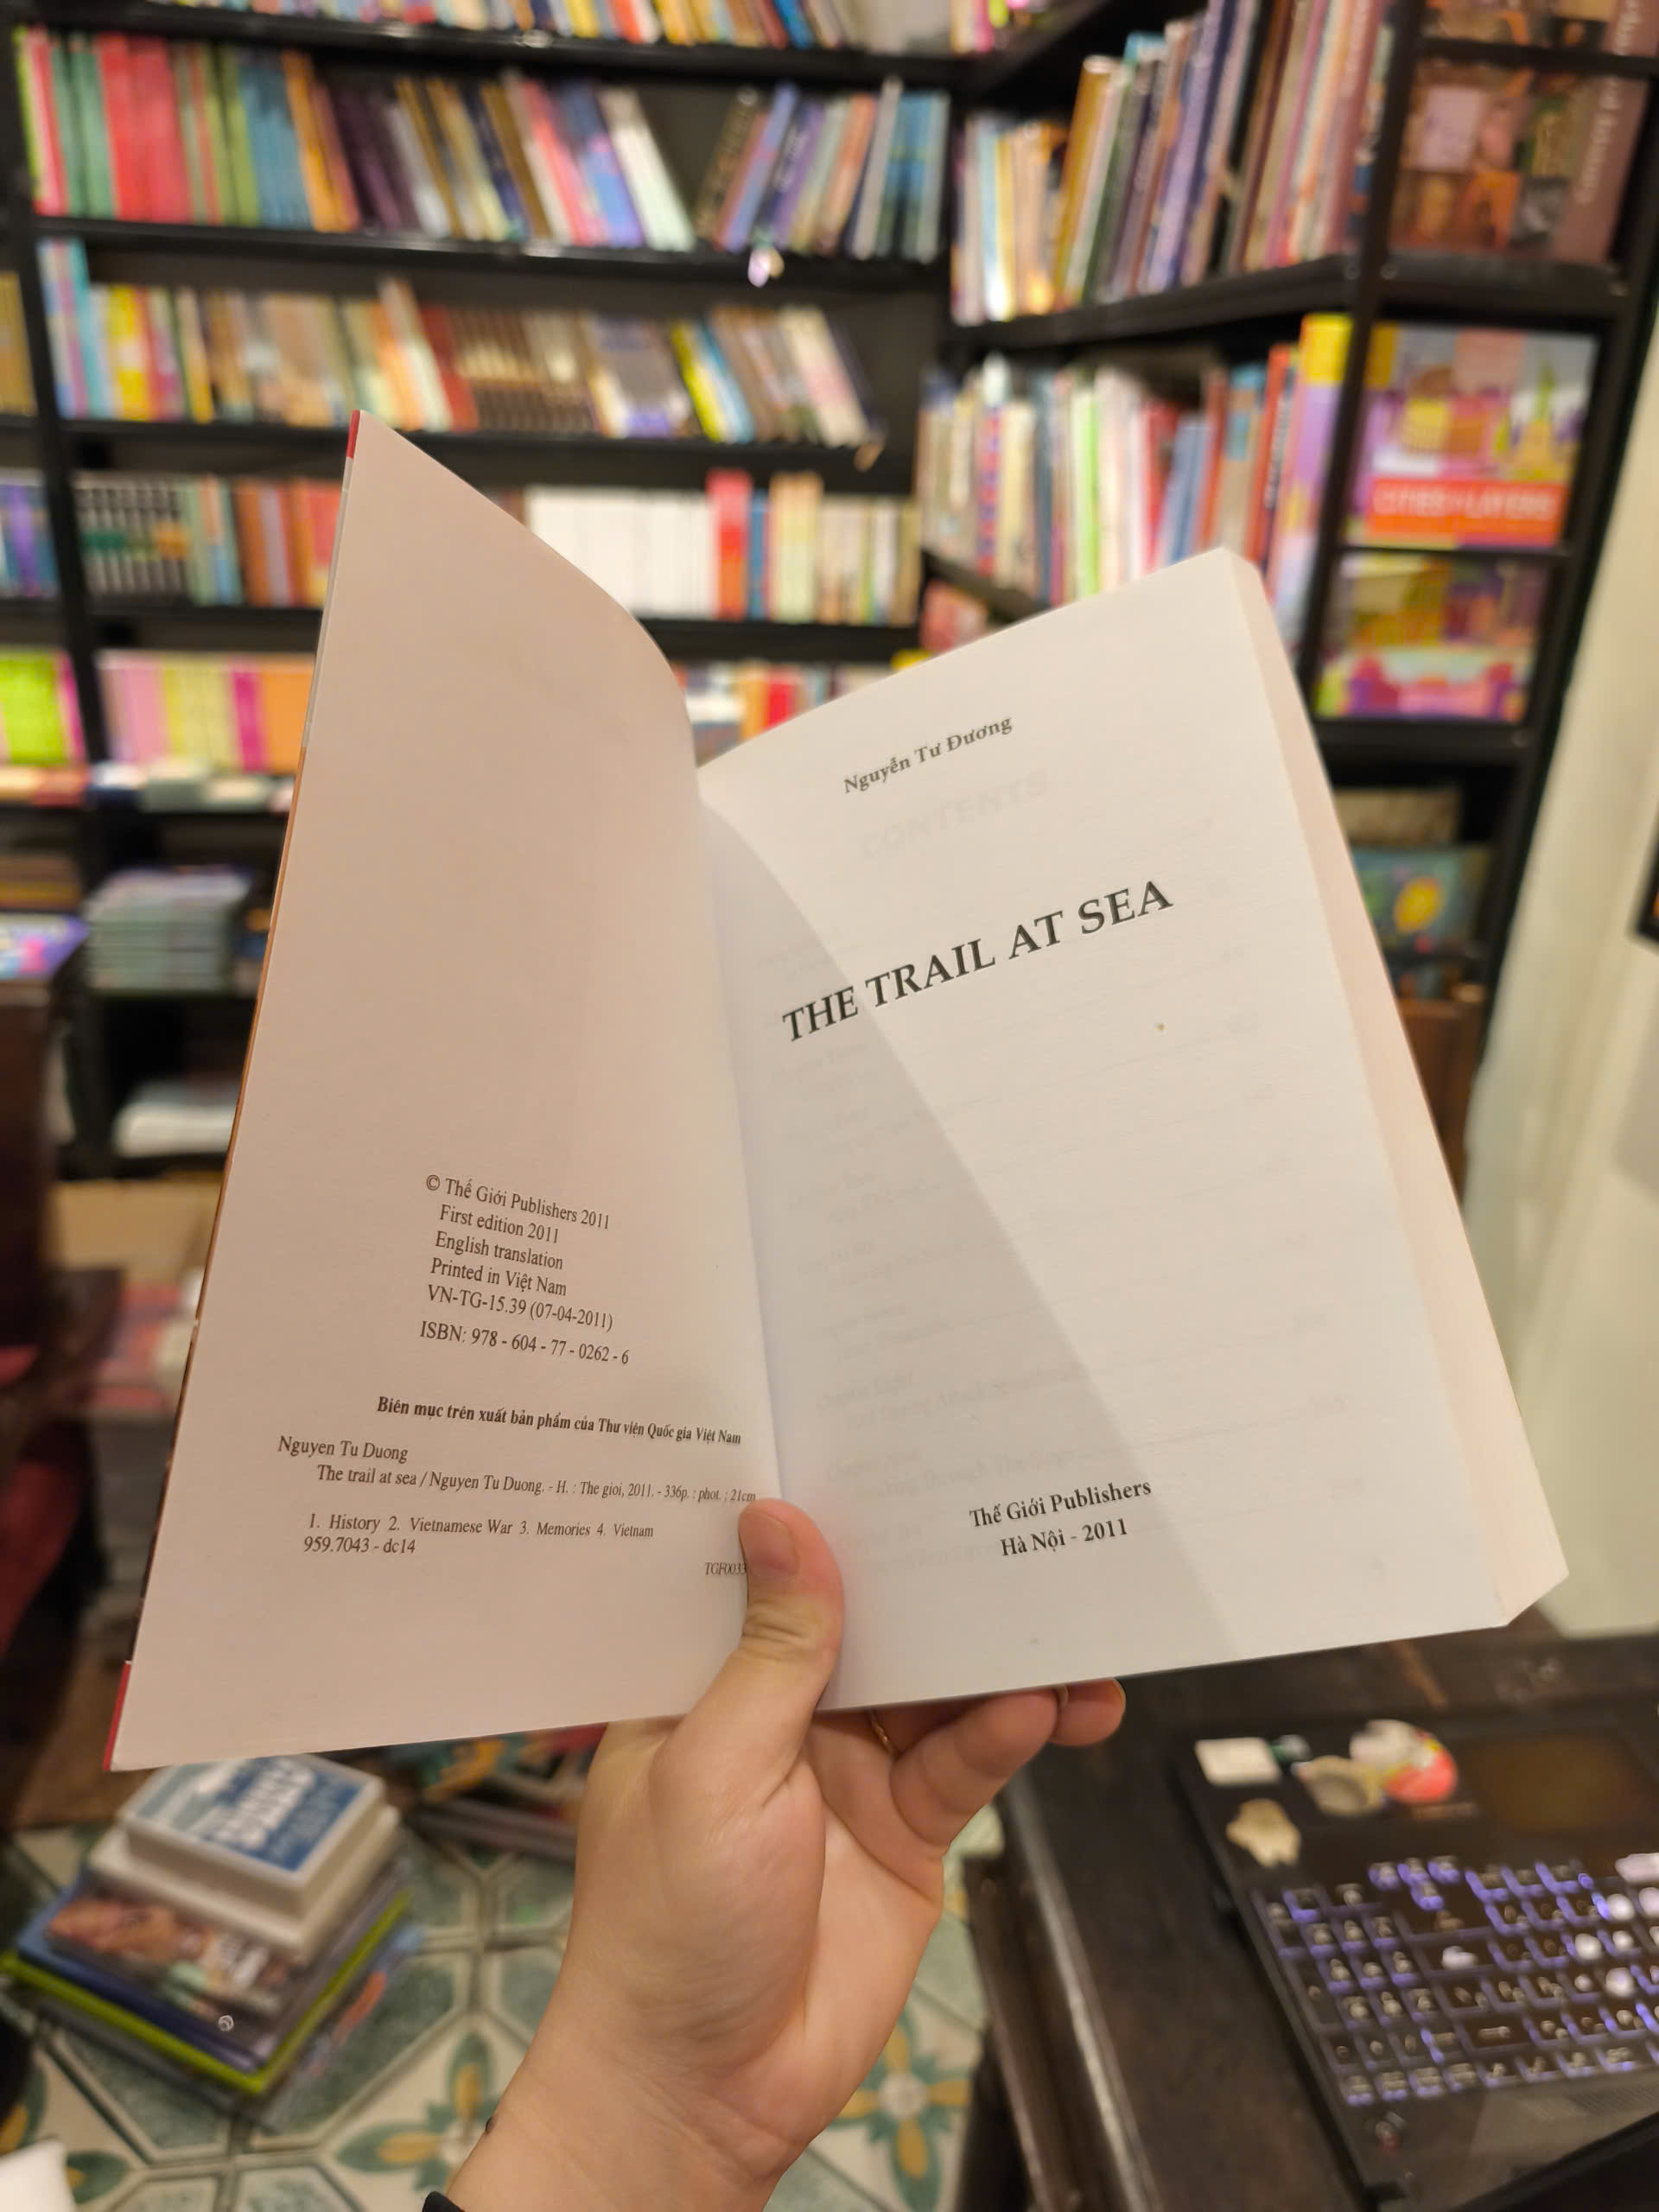 © Thế Giới Publishers 2011
First edition 2011
English translation
Printed in Việt Nam
VN-TG-15.39 (07-04-2011)
ISBN: 978 - 604 - 77 - 0262 - 6
Biên mục trên xuất bản phẩm của Thư viện Quốc gia Việt Nam
Nguyen Tu Duong
The trail at sea / Nguyen Tu Duong. - H. : The gioi, 2011. - 336p. : phot. ; 21cm
1. History 2. Vietnamese War 3. Memories 4. Vietnam
959.7043 - dc14
TGF0033
Nguyễn Tư Đương
CONTENTS
THE TRAIL AT SEA
Thế Giới Publishers
Hà Nội - 2011
CITIES LAYERS